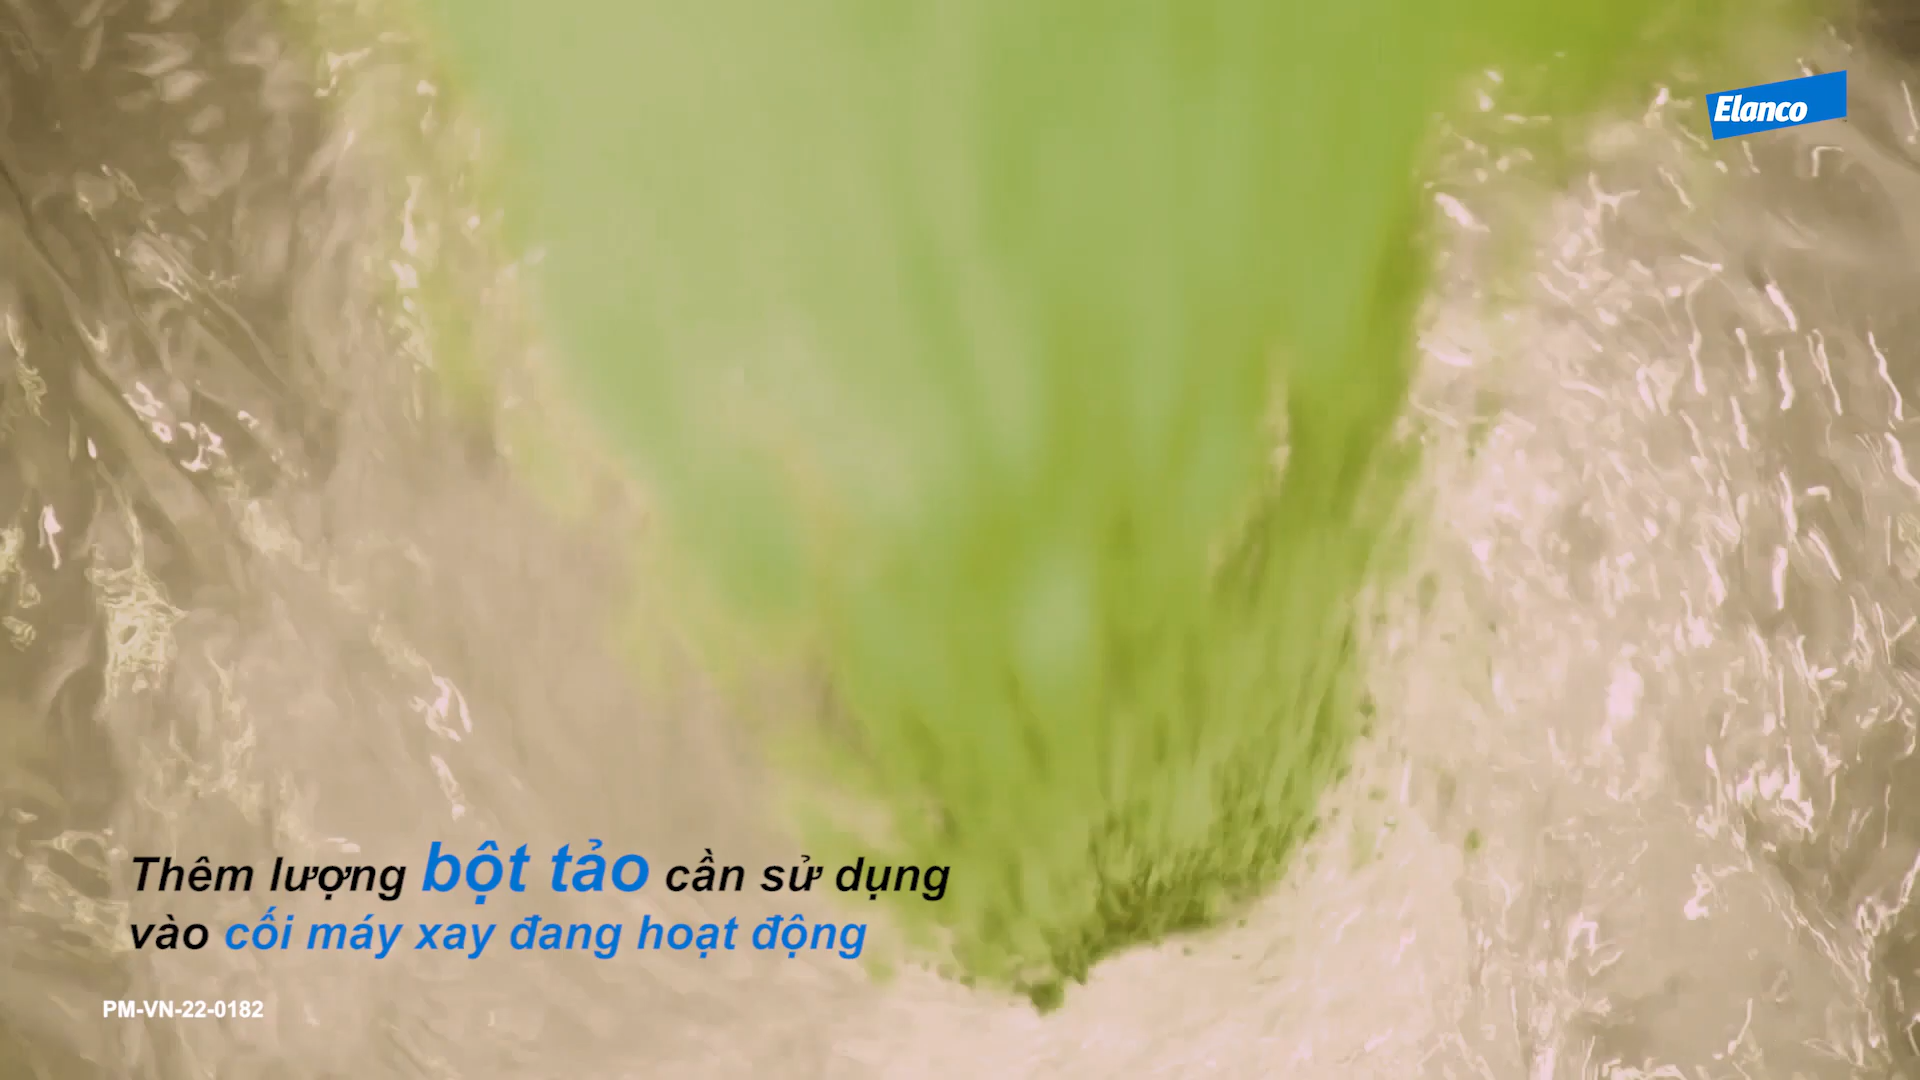 Elanco
Thêm lượng bột tảo cần sử dụng
vào cối máy xay đang hoạt động
PM-VN-22-0182